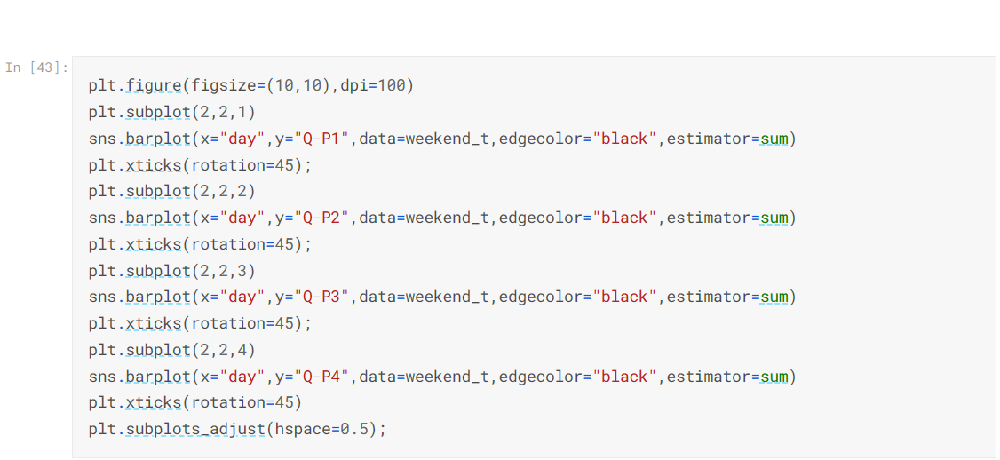 In [43]:
plt.figure(figsize=(10,10),dpi=100)
plt.subplot(2,2,1)
sns.barplot(x="day",y="Q-P1",data=weekend_t,edgecolor="black",estimator=sum)
plt.xticks(rotation=45);
plt.subplot(2,2,2)
sns.barplot(x="day",y="Q-P2",data=weekend_t,edgecolor="black",estimator=sum)
plt.xticks(rotation=45);
plt.subplot(2,2,3)
sns.barplot(x="day",y="Q-P3",data=weekend_t,edgecolor="black",estimator=sum)
plt.xticks(rotation=45);
plt.subplot(2,2,4)
sns.barplot(x="day",y="Q-P4",data=weekend_t,edgecolor="black",estimator=sum)
plt.xticks(rotation=45)
plt.subplots_adjust(hspace=0.5);